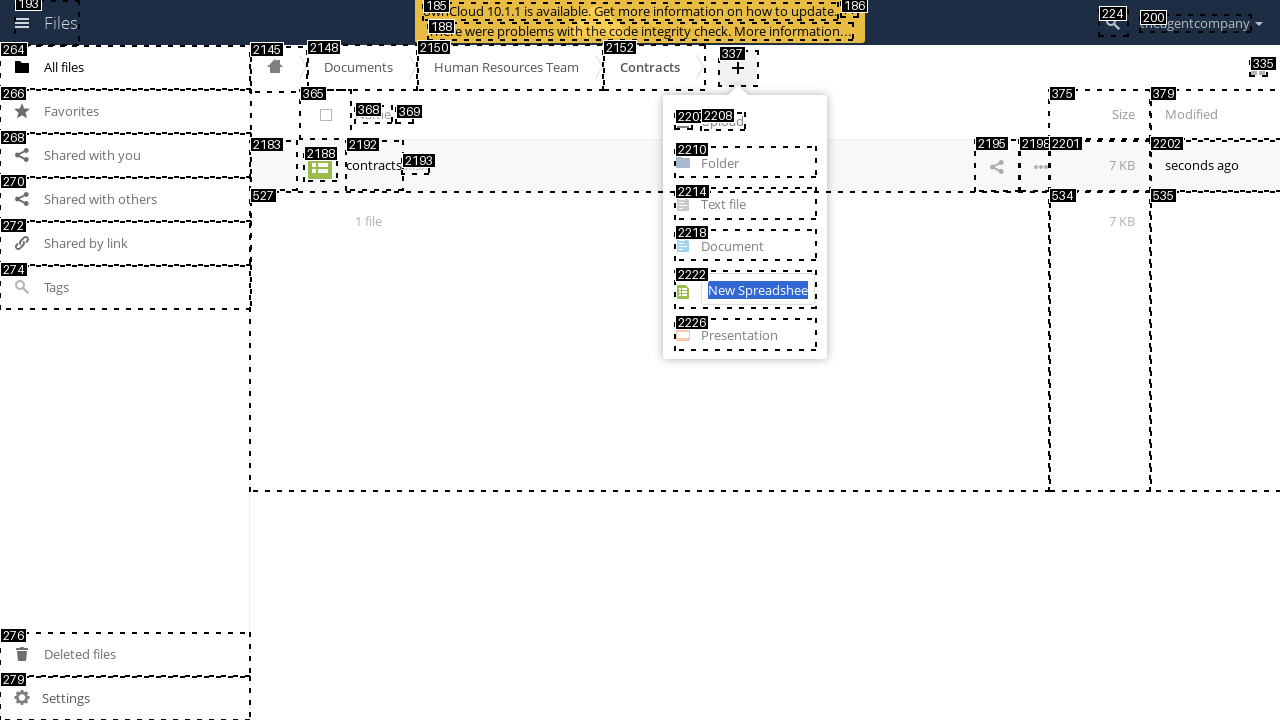 193
Files
185
Cloud 10.1.1 is available. Get more information on how to update.
186
188
were problems with the code integrity check. More information…
224
200
theagentcompany
264
All files
266
Favorites
268
Shared with you
270
Shared with others
272
Shared by link
274
Tags
276
Deleted files
279
Settings
2145
2148
Documents
2150
Human Resources Team
2152
Contracts
337
335
365
368
Name
369
375
Size
379
Modified
2183
2188
2192
contracts
2193
2195
2198
2201
7 KB
2202
seconds ago
527
1 file
534
7 KB
535
2208
Upload
2210
Folder
2214
Text file
2218
Document
2222
New Spreadshee
2226
Presentation